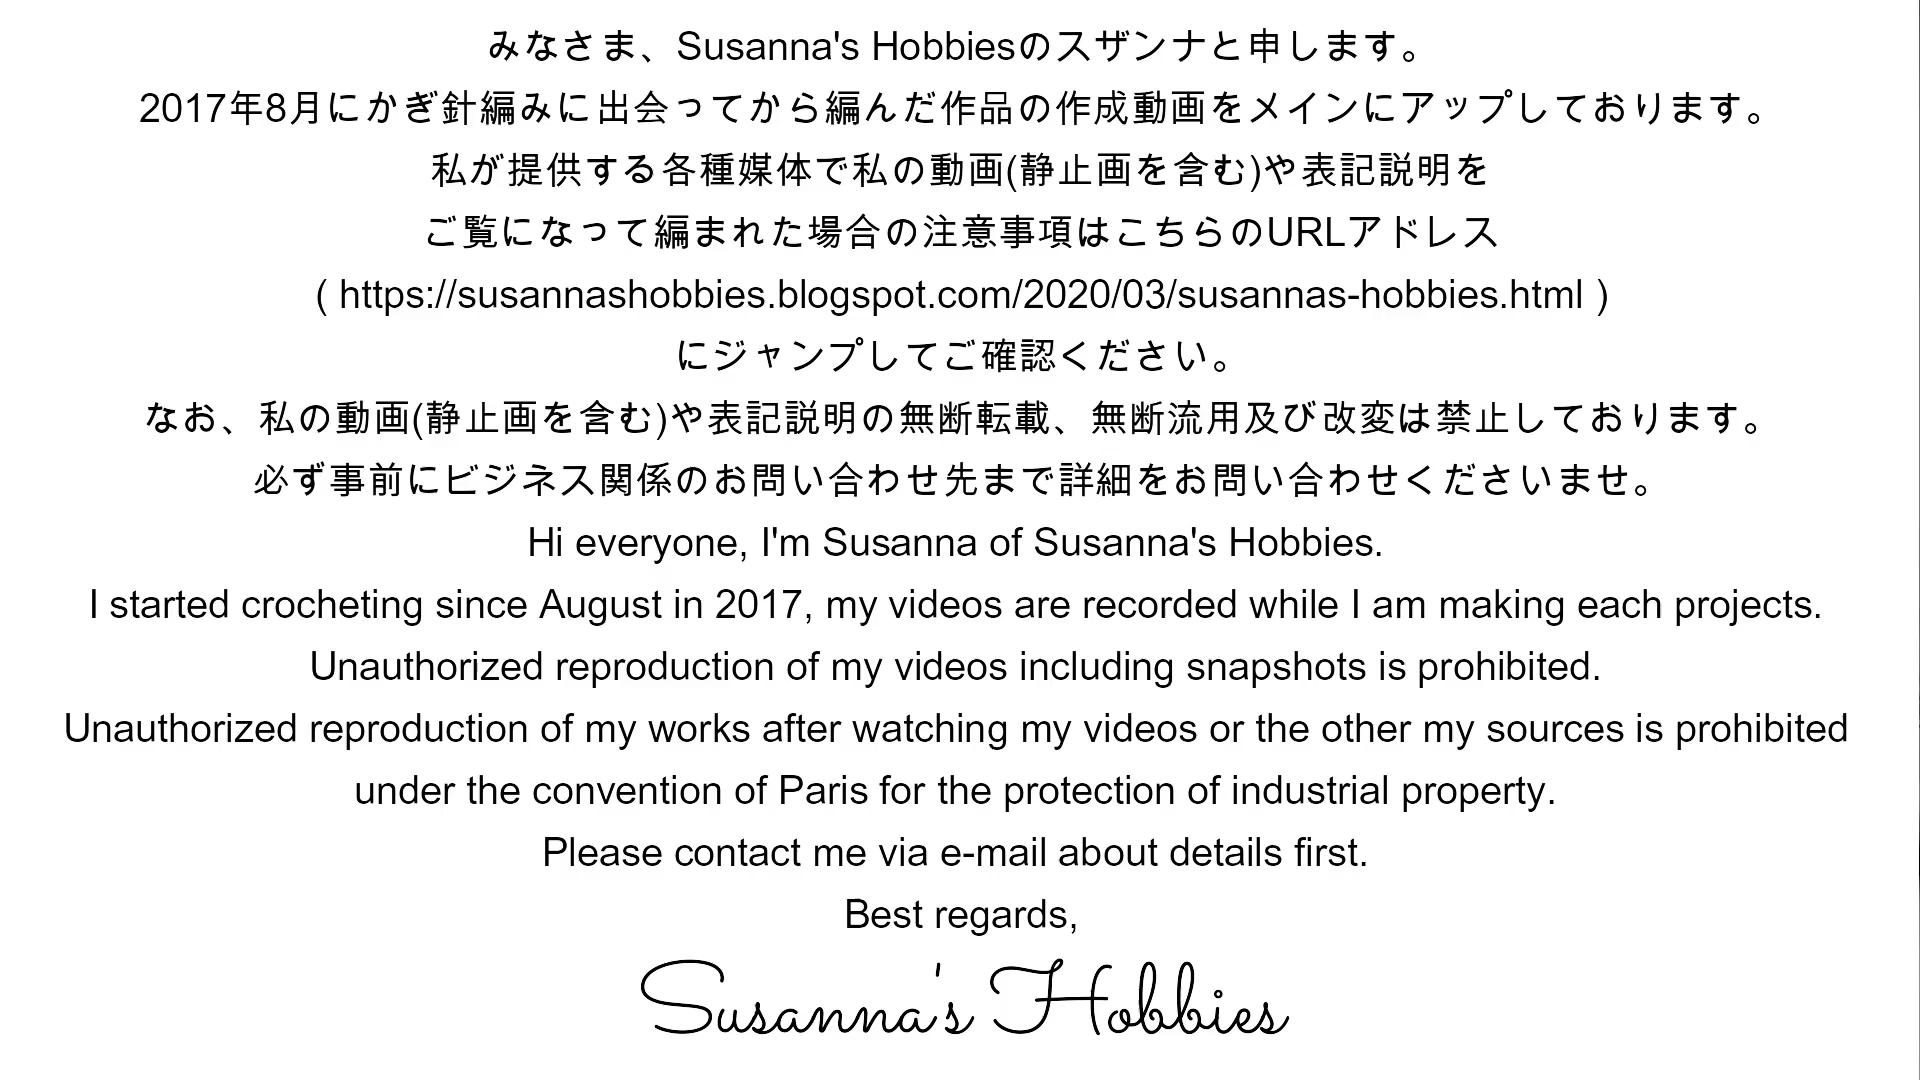 みなさま、Susanna's Hobbiesのスザンナと申します。
2017年8月にかぎ針編みに出会ってから編んだ作品の作成動画をメインにアップしております。
私が提供する各種媒体で私の動画(静止画を含む)や表記説明を
ご覧になって編まれた場合の注意事項はこちらのURLアドレス
( https://susannashobbies.blogspot.com/2020/03/susannas-hobbies.html )
にジャンプしてご確認ください。
なお、私の動画(静止画を含む)や表記説明の無断転載、無断流用及び改変は禁止しております。
必ず事前にビジネス関係のお問い合わせ先まで詳細をお問い合わせくださいませ。
Hi everyone, I'm Susanna of Susanna's Hobbies.
I started crocheting since August in 2017, my videos are recorded while I am making each projects.
Unauthorized reproduction of my videos including snapshots is prohibited.
Unauthorized reproduction of my works after watching my videos or the other my sources is prohibited
under the convention of Paris for the protection of industrial property.
Please contact me via e-mail about details first.
Best regards,
Susanna's Hobbies